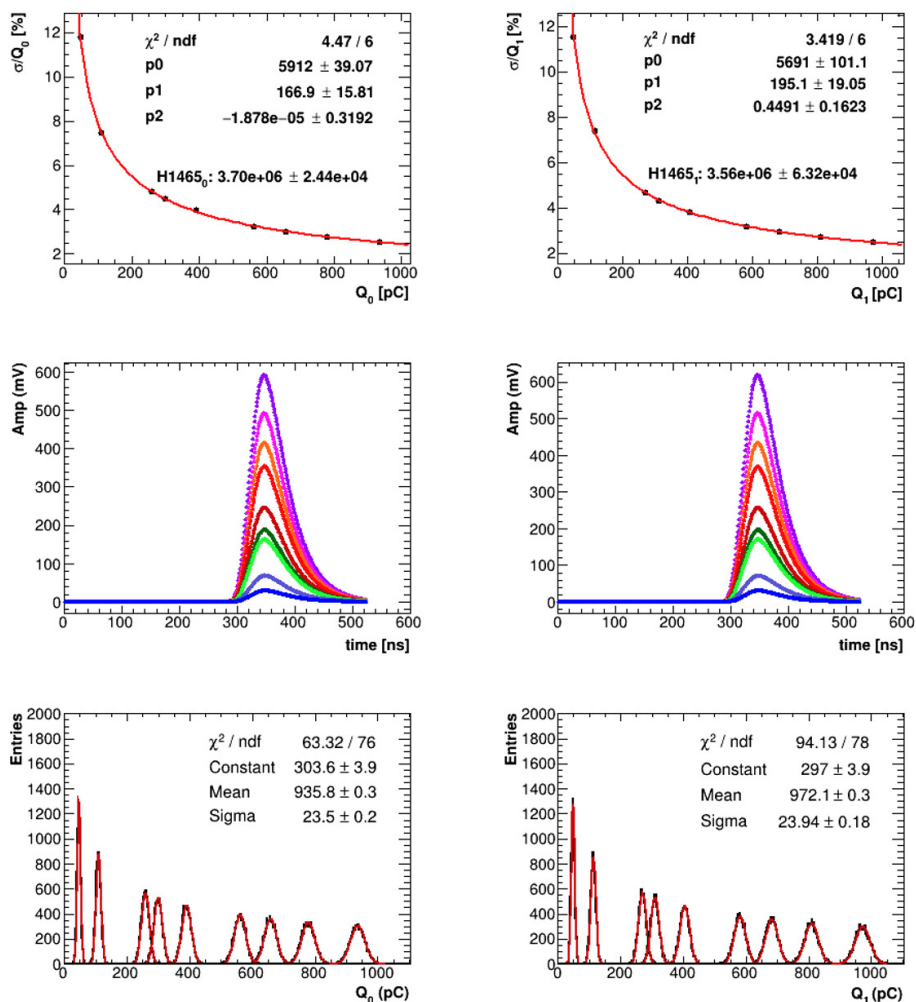 σ/Q0 [%]
12
10
8
6
4
2
0 200 400 600 800 1000
Q0 [pC]
χ2 / ndf 4.47 / 6
p0 5912 ± 39.07
p1 166.9 ± 15.81
p2 −1.878e−05 ± 0.3192
H14650: 3.70e+06 ± 2.44e+04
σ/Q1 [%]
12
10
8
6
4
2
0 200 400 600 800 1000
Q1 [pC]
χ2 / ndf 3.419 / 6
p0 5691 ± 101.1
p1 195.1 ± 19.05
p2 0.4491 ± 0.1623
H14651: 3.56e+06 ± 6.32e+04
Amp (mV)
600
500
400
300
200
100
0
0 100 200 300 400 500 600
time [ns]
Amp (mV)
600
500
400
300
200
100
0
0 100 200 300 400 500 600
time [ns]
Entries
2000
1800
1600
1400
1200
1000
800
600
400
200
0
0 200 400 600 800 1000
Q0 (pC)
χ2 / ndf 63.32 / 76
Constant 303.6 ± 3.9
Mean 935.8 ± 0.3
Sigma 23.5 ± 0.2
Entries
2000
1800
1600
1400
1200
1000
800
600
400
200
0
0 200 400 600 800 1000
Q1 (pC)
χ2 / ndf 94.13 / 78
Constant 297 ± 3.9
Mean 972.1 ± 0.3
Sigma 23.94 ± 0.18